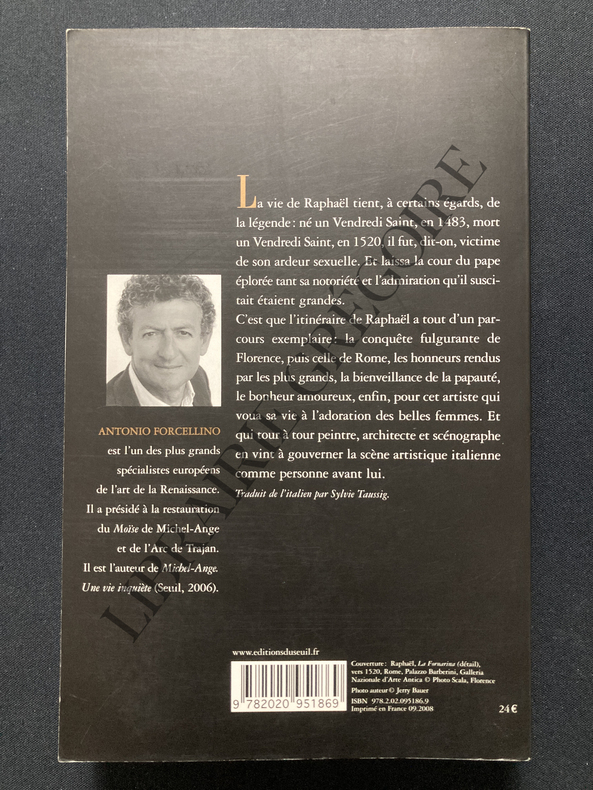 La vie de Raphaël tient, à certains égards, de
la légende : né un Vendredi Saint, en 1483, mort
un Vendredi Saint, en 1520, il fut, dit-on, victime
de son ardeur sexuelle. Et laissa la cour du pape
éplorée tant sa notoriété et l'admiration qu'il susci-
tait étaient grandes.
C'est que l'itinéraire de Raphaël a tout d'un par-
cours exemplaire : la conquête fulgurante de
Florence, puis celle de Rome, les honneurs rendus
par les plus grands, la bienveillance de la papauté,
le bonheur amoureux, enfin, pour cet artiste qui
voua sa vie à l'adoration des belles femmes. Et
qui tour à tour peintre, architecte et scénographe
en vint à gouverner la scène artistique italienne
comme personne avant lui.
Traduit de l'italien par Sylvie Taussig.
ANTONIO FORCELLINO
est l'un des plus grands
spécialistes européens
de l'art de la Renaissance.
Il a présidé à la restauration
du Moïse de Michel-Ange
et de l'Arc de Trajan.
Il est l'auteur de Michel-Ange.
Une vie inquiète (Seuil, 2006).
www.editionsduseuil.fr
9 782020 951869
Couverture : Raphaël, La Fornarina (détail),
vers 1520, Rome, Palazzo Barberini, Galleria
Nazionale d'Arte Antica © Photo Scala, Florence
Photo auteur © Jerry Bauer
ISBN 978.2.02.095186.9
Imprimé en France 09.2008
24 €
LIBRAIRIE GRÉGOIRE